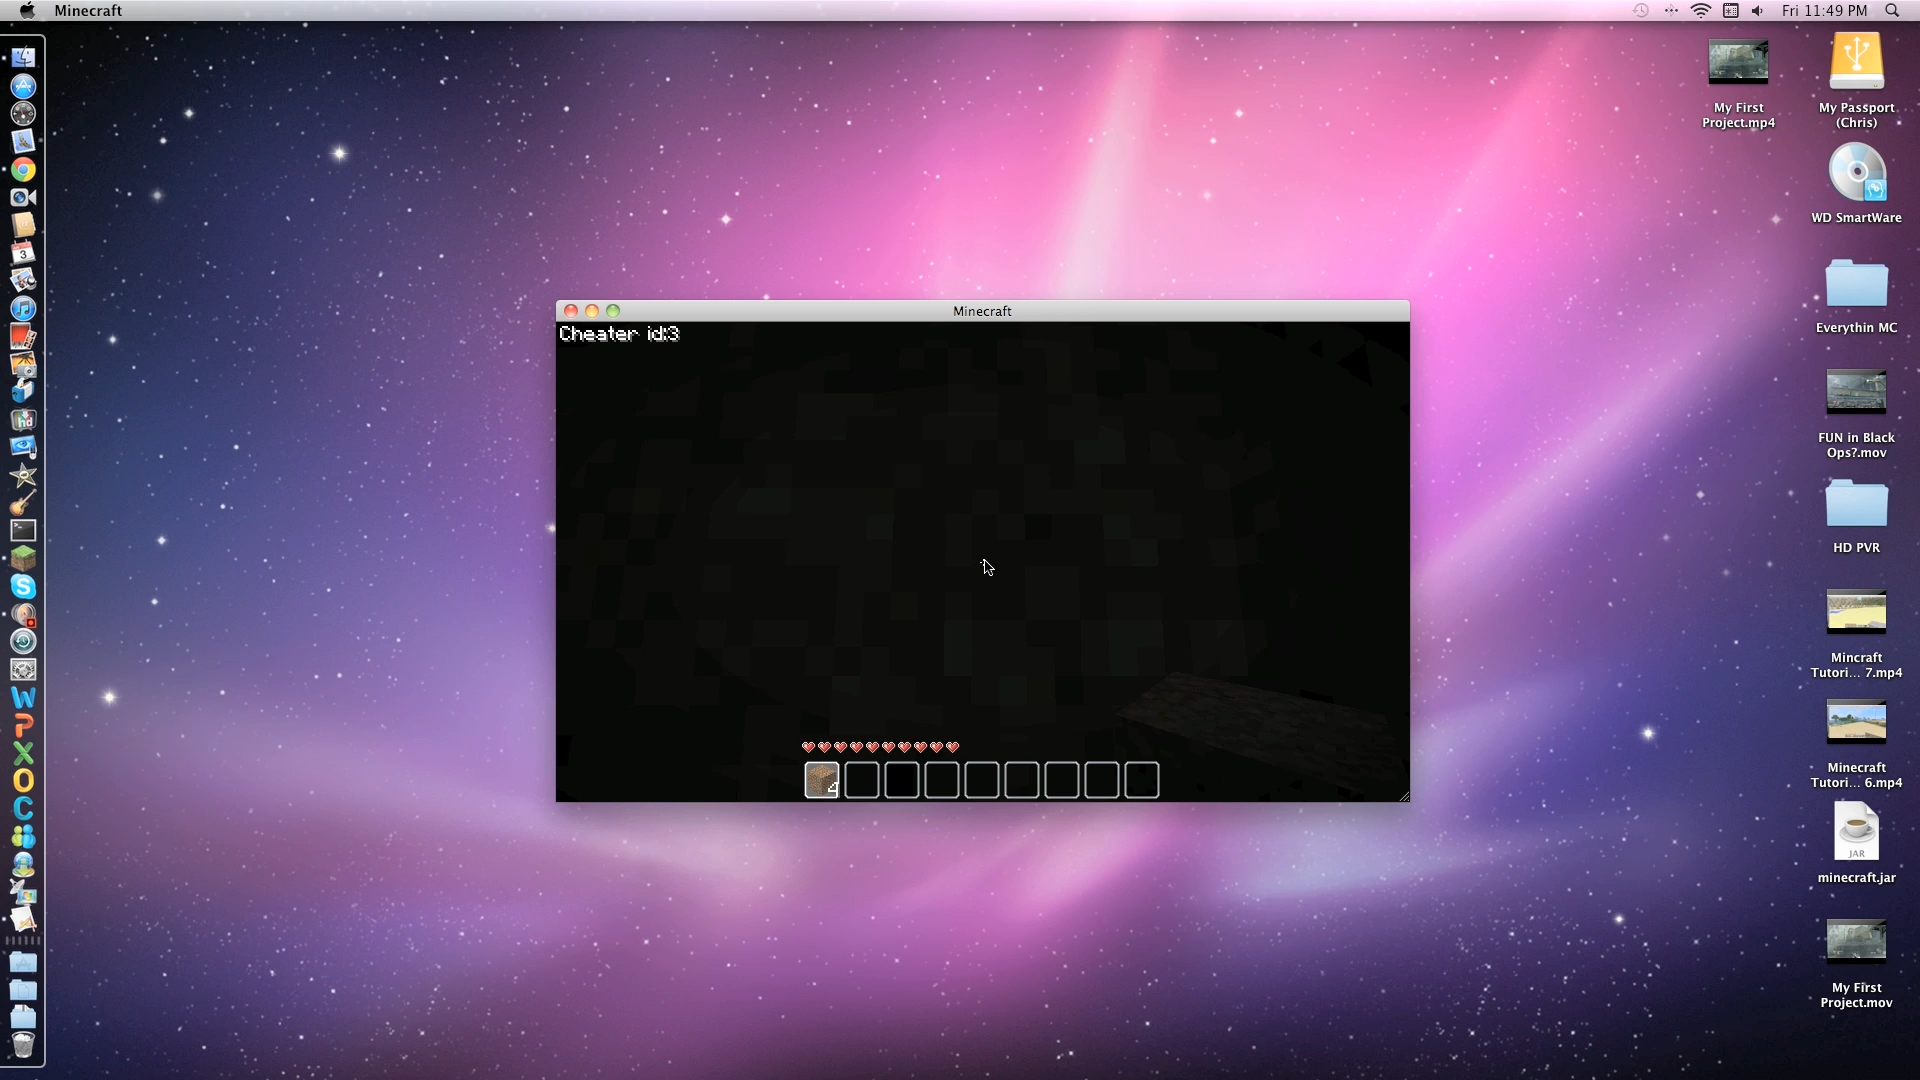 Minecraft
Fri 11:49 PM
My First
Project.mp4
My Passport
(Chris)
WD SmartWare
Everythin MC
FUN in Black
Ops?.mov
HD PVR
Mincraft
Tutori... 7.mp4
Minecraft
Tutori... 6.mp4
JAR
minecraft.jar
My First
Project.mov
Minecraft
Cheater id:3
4
3
hd